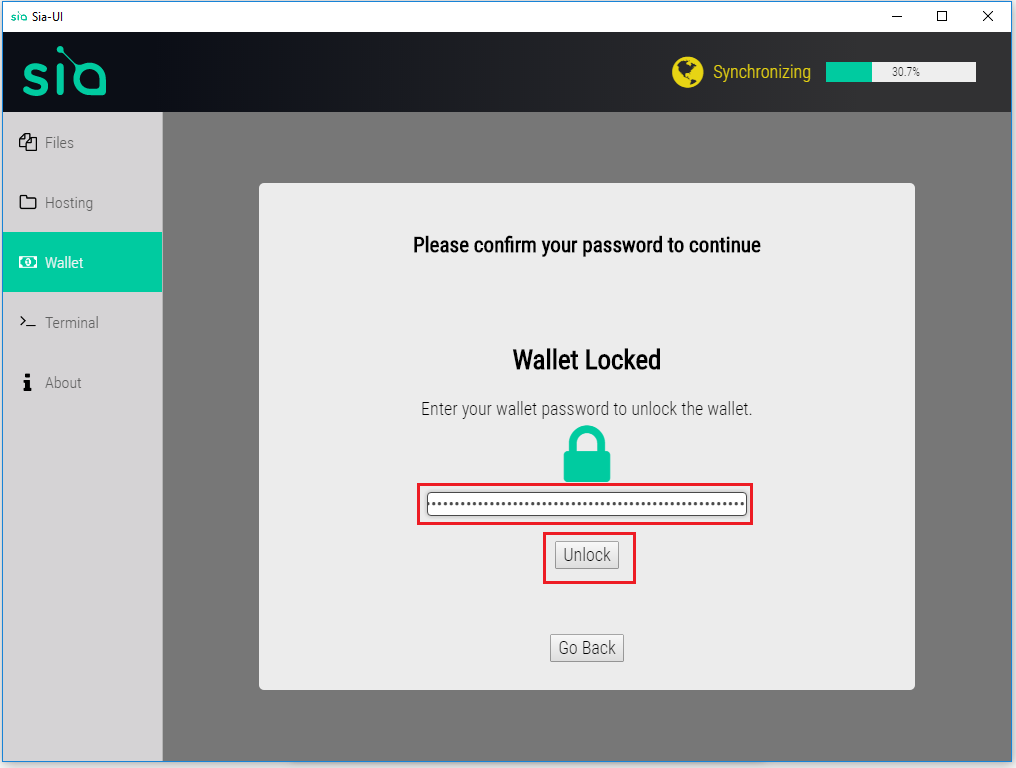 sia Sia-UI
sia
Synchronizing
30.7%
Files
Hosting
Wallet
Terminal
About
Please confirm your password to continue
Wallet Locked
Enter your wallet password to unlock the wallet.
Unlock
Go Back